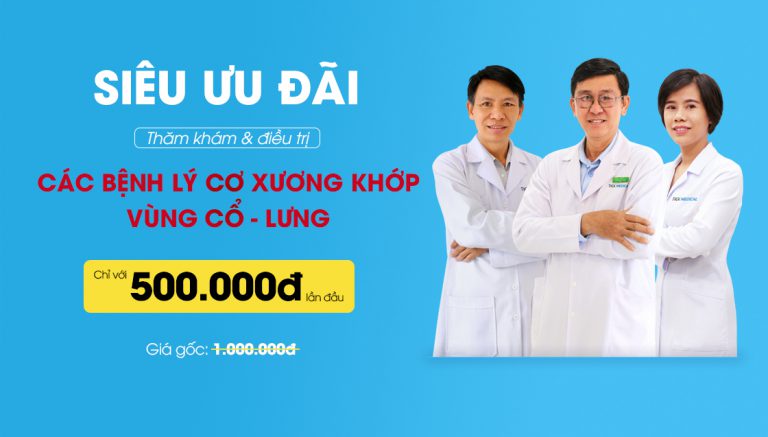 SIÊU ƯU ĐÃI
Thăm khám & điều trị
CÁC BỆNH LÝ CƠ XƯƠNG KHỚP
VÙNG CỔ - LƯNG
Chỉ với 500.000đ lần đầu
Giá gốc: 1.000.000đ